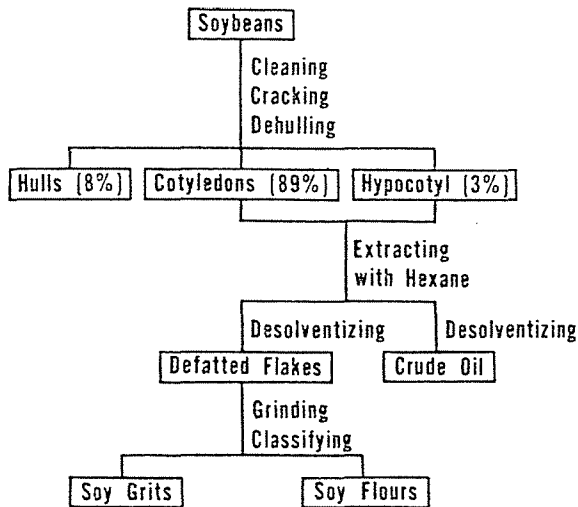 Soybeans
Cleaning
Cracking
Dehulling
Hulls (8%) Cotyledons (89%) Hypocotyl (3%)
Extracting
with Hexane
Desolventizing Desolventizing
Defatted Flakes Crude Oil
Grinding
Classifying
Soy Grits Soy Flours